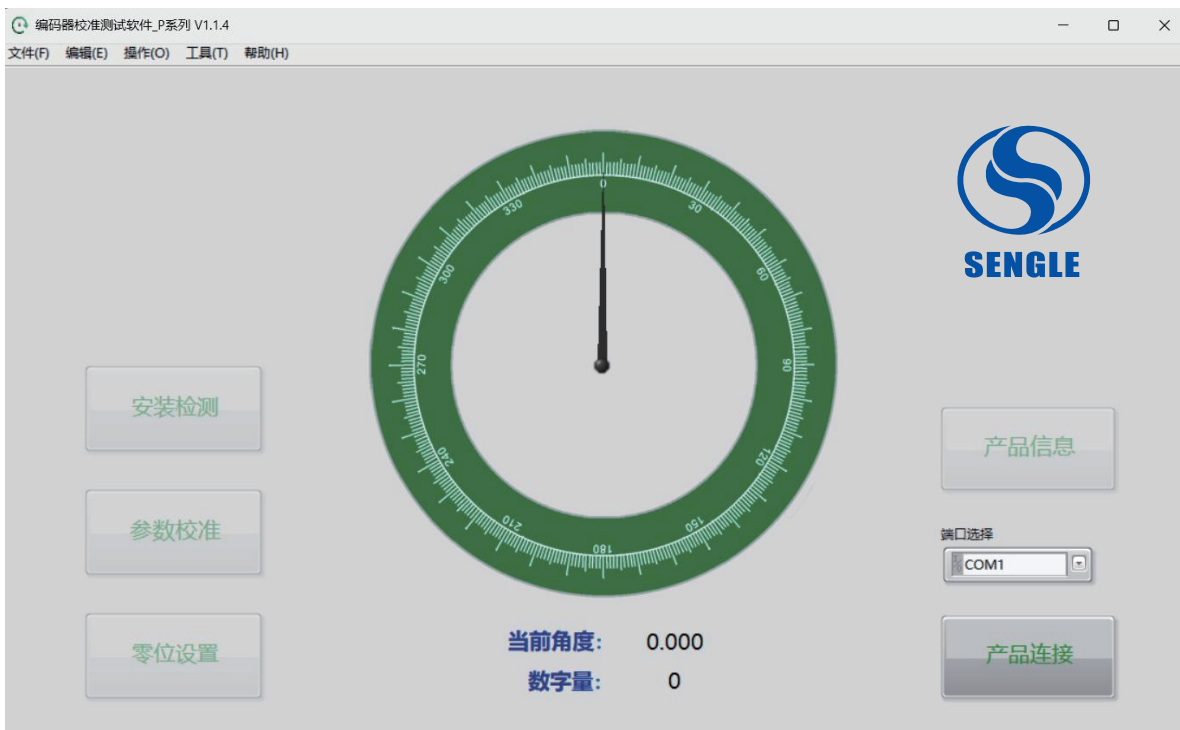 编码器校准测试软件_P系列 V1.1.4
文件(F) 编辑(E) 操作(O) 工具(T) 帮助(H)
SENGLE
0
30
60
90
120
150
180
210
240
270
300
330
安装检测
参数校准
零位设置
当前角度: 0.000
数字量: 0
产品信息
端口选择
COM1
产品连接